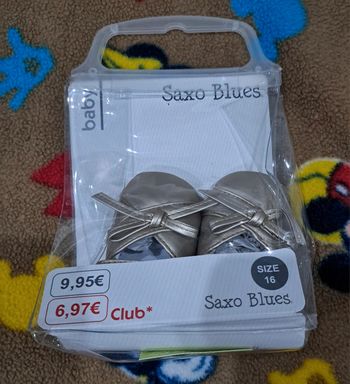 baby
Saxo Blues
9,95€
6,97€ Club*
SIZE
16
Saxo Blues